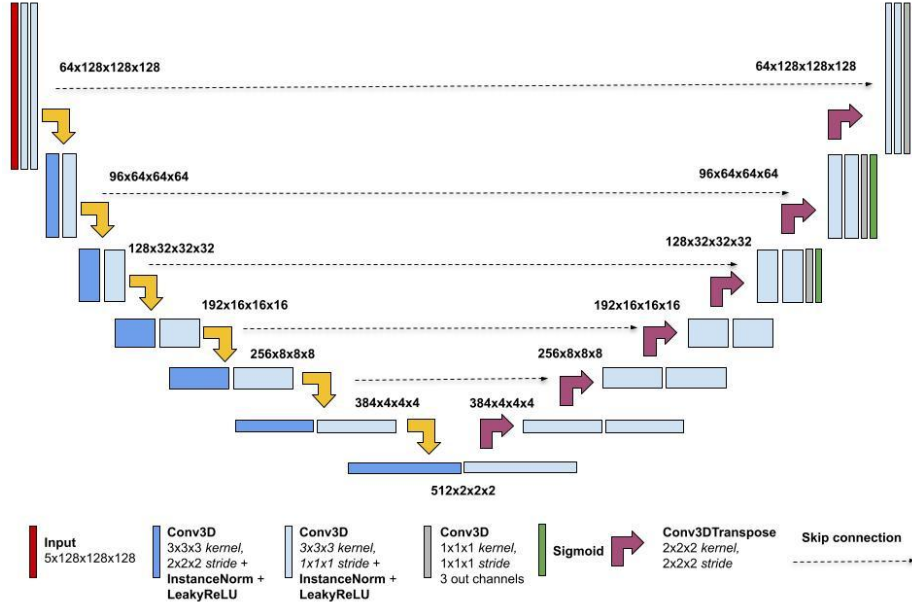 64x128x128x128
64x128x128x128
96x64x64x64
96x64x64x64
128x32x32x32
128x32x32x32
192x16x16x16
192x16x16x16
256x8x8x8
256x8x8x8
384x4x4x4
384x4x4x4
512x2x2x2
Input
5x128x128x128
Conv3D
3x3x3 kernel,
2x2x2 stride +
InstanceNorm +
LeakyReLU
Conv3D
3x3x3 kernel,
1x1x1 stride +
InstanceNorm +
LeakyReLU
Conv3D
1x1x1 kernel,
1x1x1 stride
3 out channels
Sigmoid
Conv3DTranspose
2x2x2 kernel,
2x2x2 stride
Skip connection